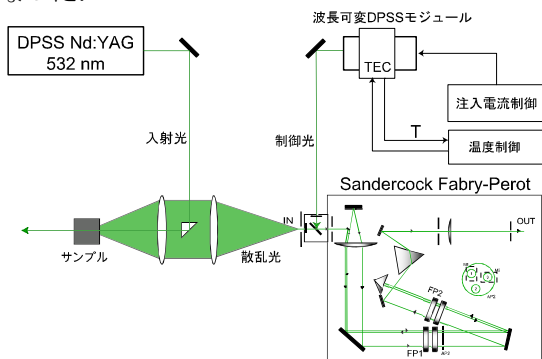 波長可変DPSSモジュール
DPSS Nd:YAG
532 nm
TEC
注入電流制御
入射光
制御光
T
温度制御
Sandercock Fabry-Perot
IN
OUT
サンプル
散乱光
FP2
FP1
AP2